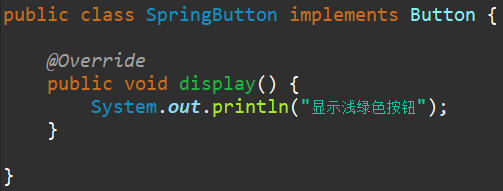 public class SpringButton implements Button {
@Override
public void display() {
System.out.println("显示浅绿色按钮");
}
}